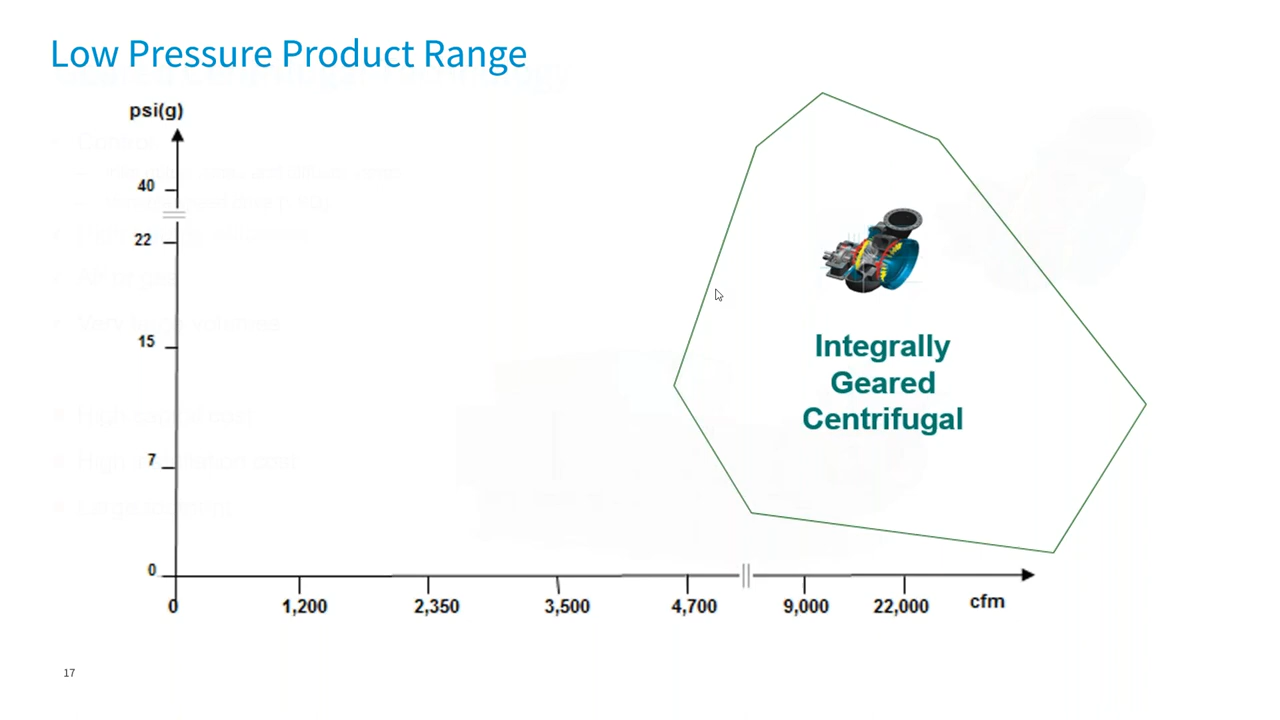 Low Pressure Product Range
psi(g)
40
22
15
7
0
Integrally
Geared
Centrifugal
0 1,200 2,350 3,500 4,700 9,000 22,000 cfm
17